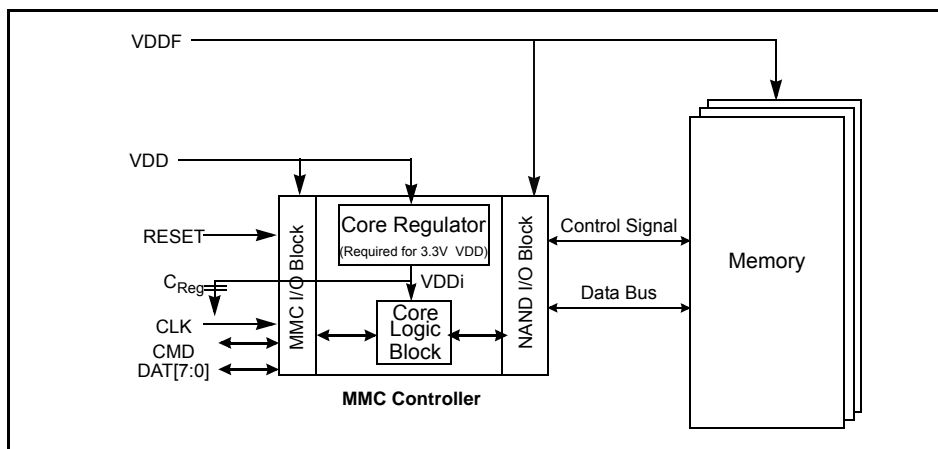 VDDF
VDD
Core Regulator
(Required for 3.3V VDD)
RESET
MMC I/O Block
NAND I/O Block
Control Signal
Memory
CReg
VDDi
Data Bus
CLK
Core
Logic
Block
CMD
DAT[7:0]
MMC Controller